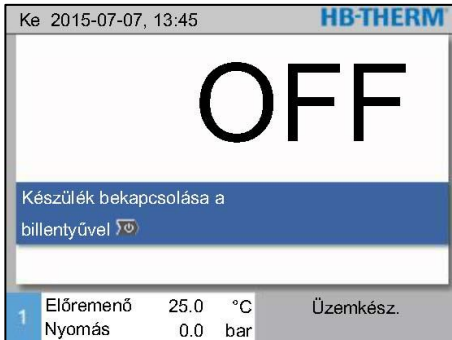 Ke 2015-07-07, 13:45 HB-THERM
OFF
Készülék bekapcsolása a
billentyűvel
1 Előremenő 25.0 °C Üzemkész.
Nyomás 0.0 bar